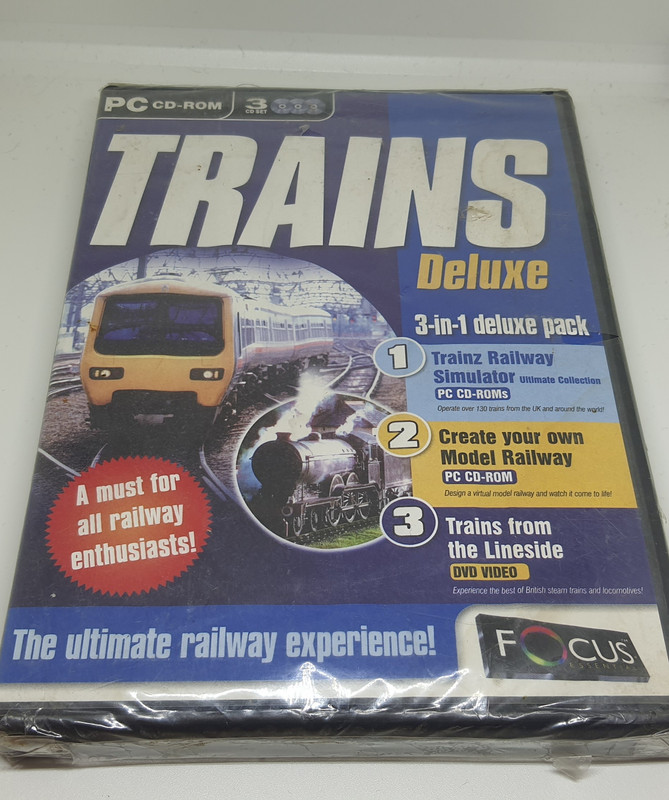 PC CD-ROM
3
CD SET
TRAINS
Deluxe
3-in-1 deluxe pack
1
Trainz Railway
Simulator Ultimate Collection
PC CD-ROMs
Operate over 130 trains from the UK and around the world!
2
Create your own
Model Railway
PC CD-ROM
Design a virtual model railway and watch it come to life!
3
Trains from
the Lineside
DVD VIDEO
Experience the best of British steam trains and locomotives!
A must for
all railway
enthusiasts!
The ultimate railway experience!
FOCUS